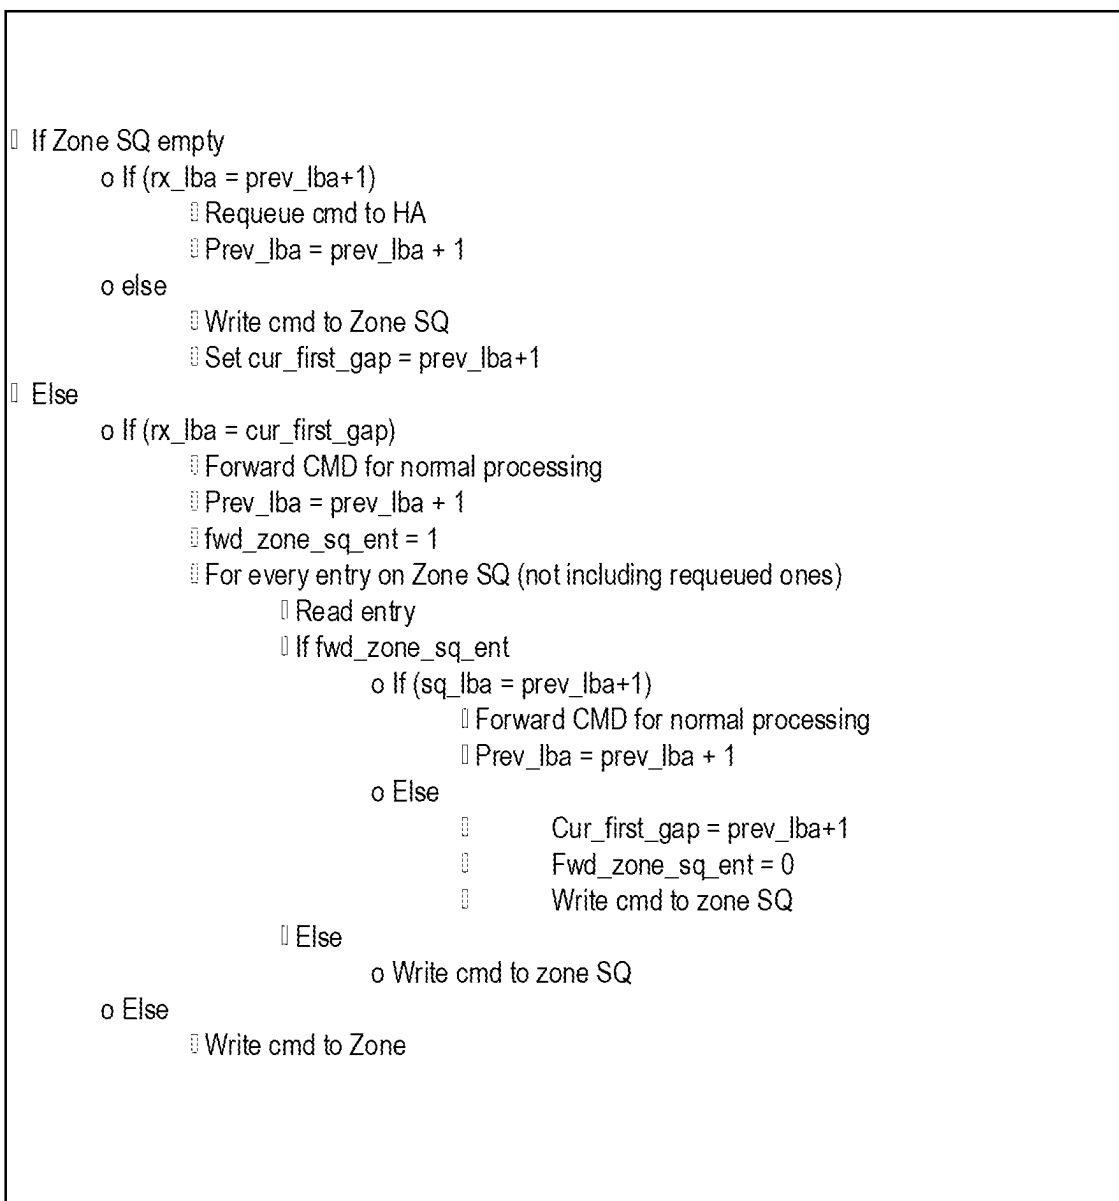 If Zone SQ empty
o If (rx_lba = prev_lba+1)
Requeue cmd to HA
Prev_lba = prev_lba + 1
o else
Write cmd to Zone SQ
Set cur_first_gap = prev_lba+1
Else
o If (rx_lba = cur_first_gap)
Forward CMD for normal processing
Prev_lba = prev_lba + 1
fwd_zone_sq_ent = 1
For every entry on Zone SQ (not including requeued ones)
Read entry
If fwd_zone_sq_ent
o If (sq_lba = prev_lba+1)
Forward CMD for normal processing
Prev_lba = prev_lba + 1
o Else
Cur_first_gap = prev_lba+1
Fwd_zone_sq_ent = 0
Write cmd to zone SQ
Else
o Write cmd to zone SQ
o Else
Write cmd to Zone